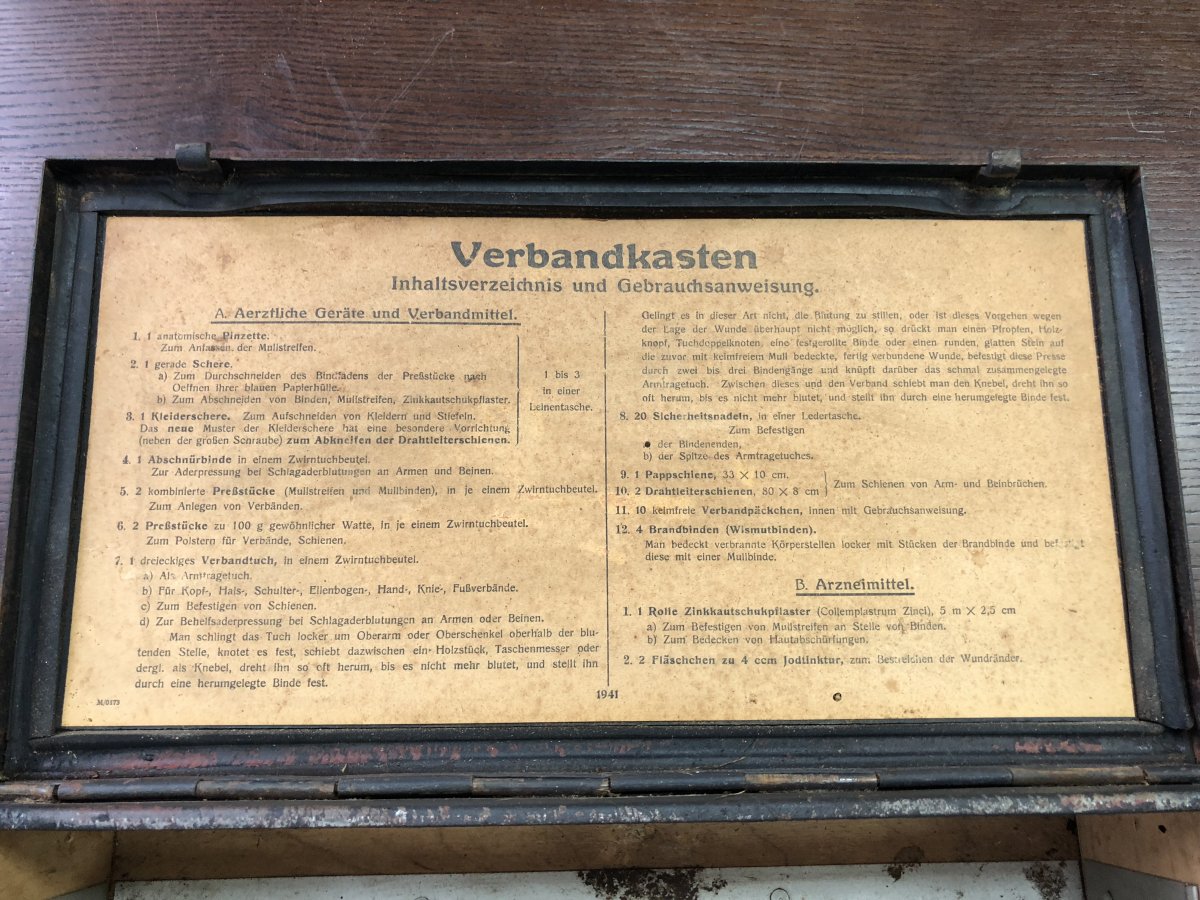 Verbandkasten
Inhaltsverzeichnis und Gebrauchsanweisung.
A. Aerztliche Geräte und Verbandmittel.
1. 1 anatomische Pinzette.
Zum Anfassen der Mullstreifen.
2. 1 gerade Schere.
a) Zum Durchschneiden des Bindfadens der Preßstücke nach
Oeffnen ihrer blauen Papierhülle.
b) Zum Abschneiden von Binden, Mullstreifen, Zinkkautschukpflaster.
3. 1 Kleiderschere. Zum Aufschneiden von Kleidern und Stiefeln.
Das neue Muster der Kleiderschere hat eine besondere Vorrichtung
(neben der großen Schraube) zum Abkneifen der Drahtleiterschienen.
1 bis 3
in einer
Leinentasche.
4. 1 Abschnürbinde in einem Zwirntuchbeutel.
Zur Aderpressung bei Schlagaderblutungen an Armen und Beinen.
5. 2 kombinierte Preßstücke (Mullstreifen und Mullbinden), in je einem Zwirntuchbeutel.
Zum Anlegen von Verbänden.
6. 2 Preßstücke zu 100 g gewöhnlicher Watte, in je einem Zwirntuchbeutel.
Zum Polstern für Verbände, Schienen.
7. 1 dreieckiges Verbandtuch, in einem Zwirntuchbeutel.
a) Als Armtragetuch.
b) Für Kopf-, Hals-, Schulter-, Ellenbogen-, Hand-, Knie-, Fußverbände.
c) Zum Befestigen von Schienen.
d) Zur Behelfsaderpressung bei Schlagaderblutungen an Armen oder Beinen.
Man schlingt das Tuch locker um Oberarm oder Oberschenkel oberhalb der blu-
tenden Stelle, knotet es fest, schiebt dazwischen ein Holzstück, Taschenmesser oder
dergl. als Knebel, dreht ihn so oft herum, bis es nicht mehr blutet, und stellt ihn
durch eine herumgelegte Binde fest.
M/0273
Gelingt es in dieser Art nicht, die Blutung zu stillen, oder ist dieses Vorgehen wegen
der Lage der Wunde überhaupt nicht möglich, so drückt man einen Pfropfen, Holz-
knopf, Tuchdoppelknoten, eine festgerollte Binde oder einen runden, glatten Stein auf
die zuvor mit keimfreiem Mull bedeckte, fertig verbundene Wunde, befestigt diese Presse
durch zwei bis drei Bindengänge und knüpft darüber das schmal zusammengelegte
Armtragetuch. Zwischen dieses und den Verband schiebt man den Knebel, dreht ihn so
oft herum, bis es nicht mehr blutet, und stellt ihn durch eine herumgelegte Binde fest.
8. 20 Sicherheitsnadeln, in einer Ledertasche.
Zum Befestigen
der Bindenenden,
b) der Spitze des Armtragetuches.
9. 1 Pappschiene, 33 × 10 cm.
10. 2 Drahtleiterschienen, 80 × 8 cm
Zum Schienen von Arm- und Beinbrüchen.
11. 10 keimfreie Verbandpäckchen, innen mit Gebrauchsanweisung.
12. 4 Brandbinden (Wismutbinden).
Man bedeckt verbrannte Körperstellen locker mit Stücken der Brandbinde und befestigt
diese mit einer Mullbinde.
B. Arzneimittel.
1. 1 Rolle Zinkkautschukpflaster (Collemplastrum Zinci), 5 m × 2,5 cm
a) Zum Befestigen von Mullstreifen an Stelle von Binden.
b) Zum Bedecken von Hautabschürfungen.
2. 2 Fläschchen zu 4 ccm Jodtinktur, zum Bestreichen der Wundränder.
1941